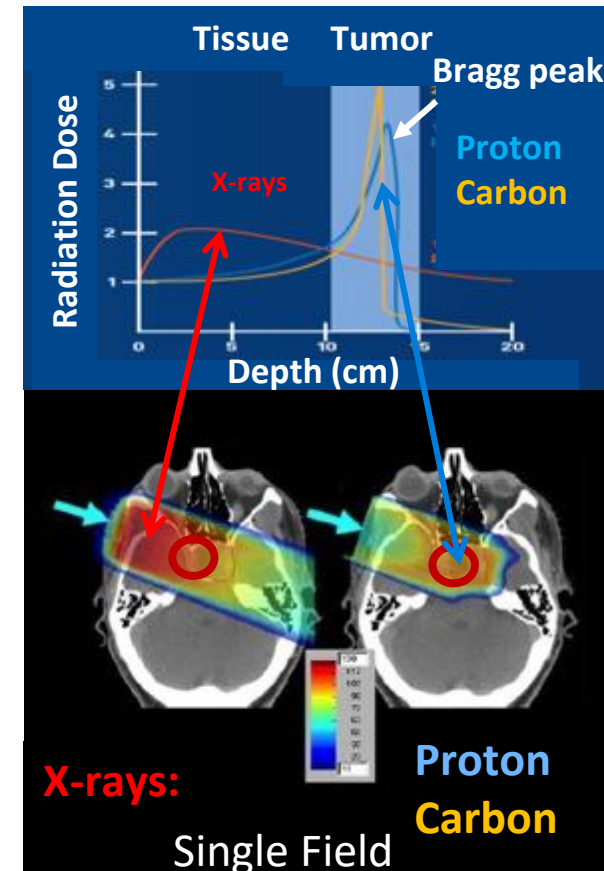 Tissue Tumor
Bragg peak
5
4
3
2
1
Radiation Dose
X-rays
Proton
Carbon
0 5 10 15 20
Depth (cm)
X-rays:
Proton
Carbon
Single Field